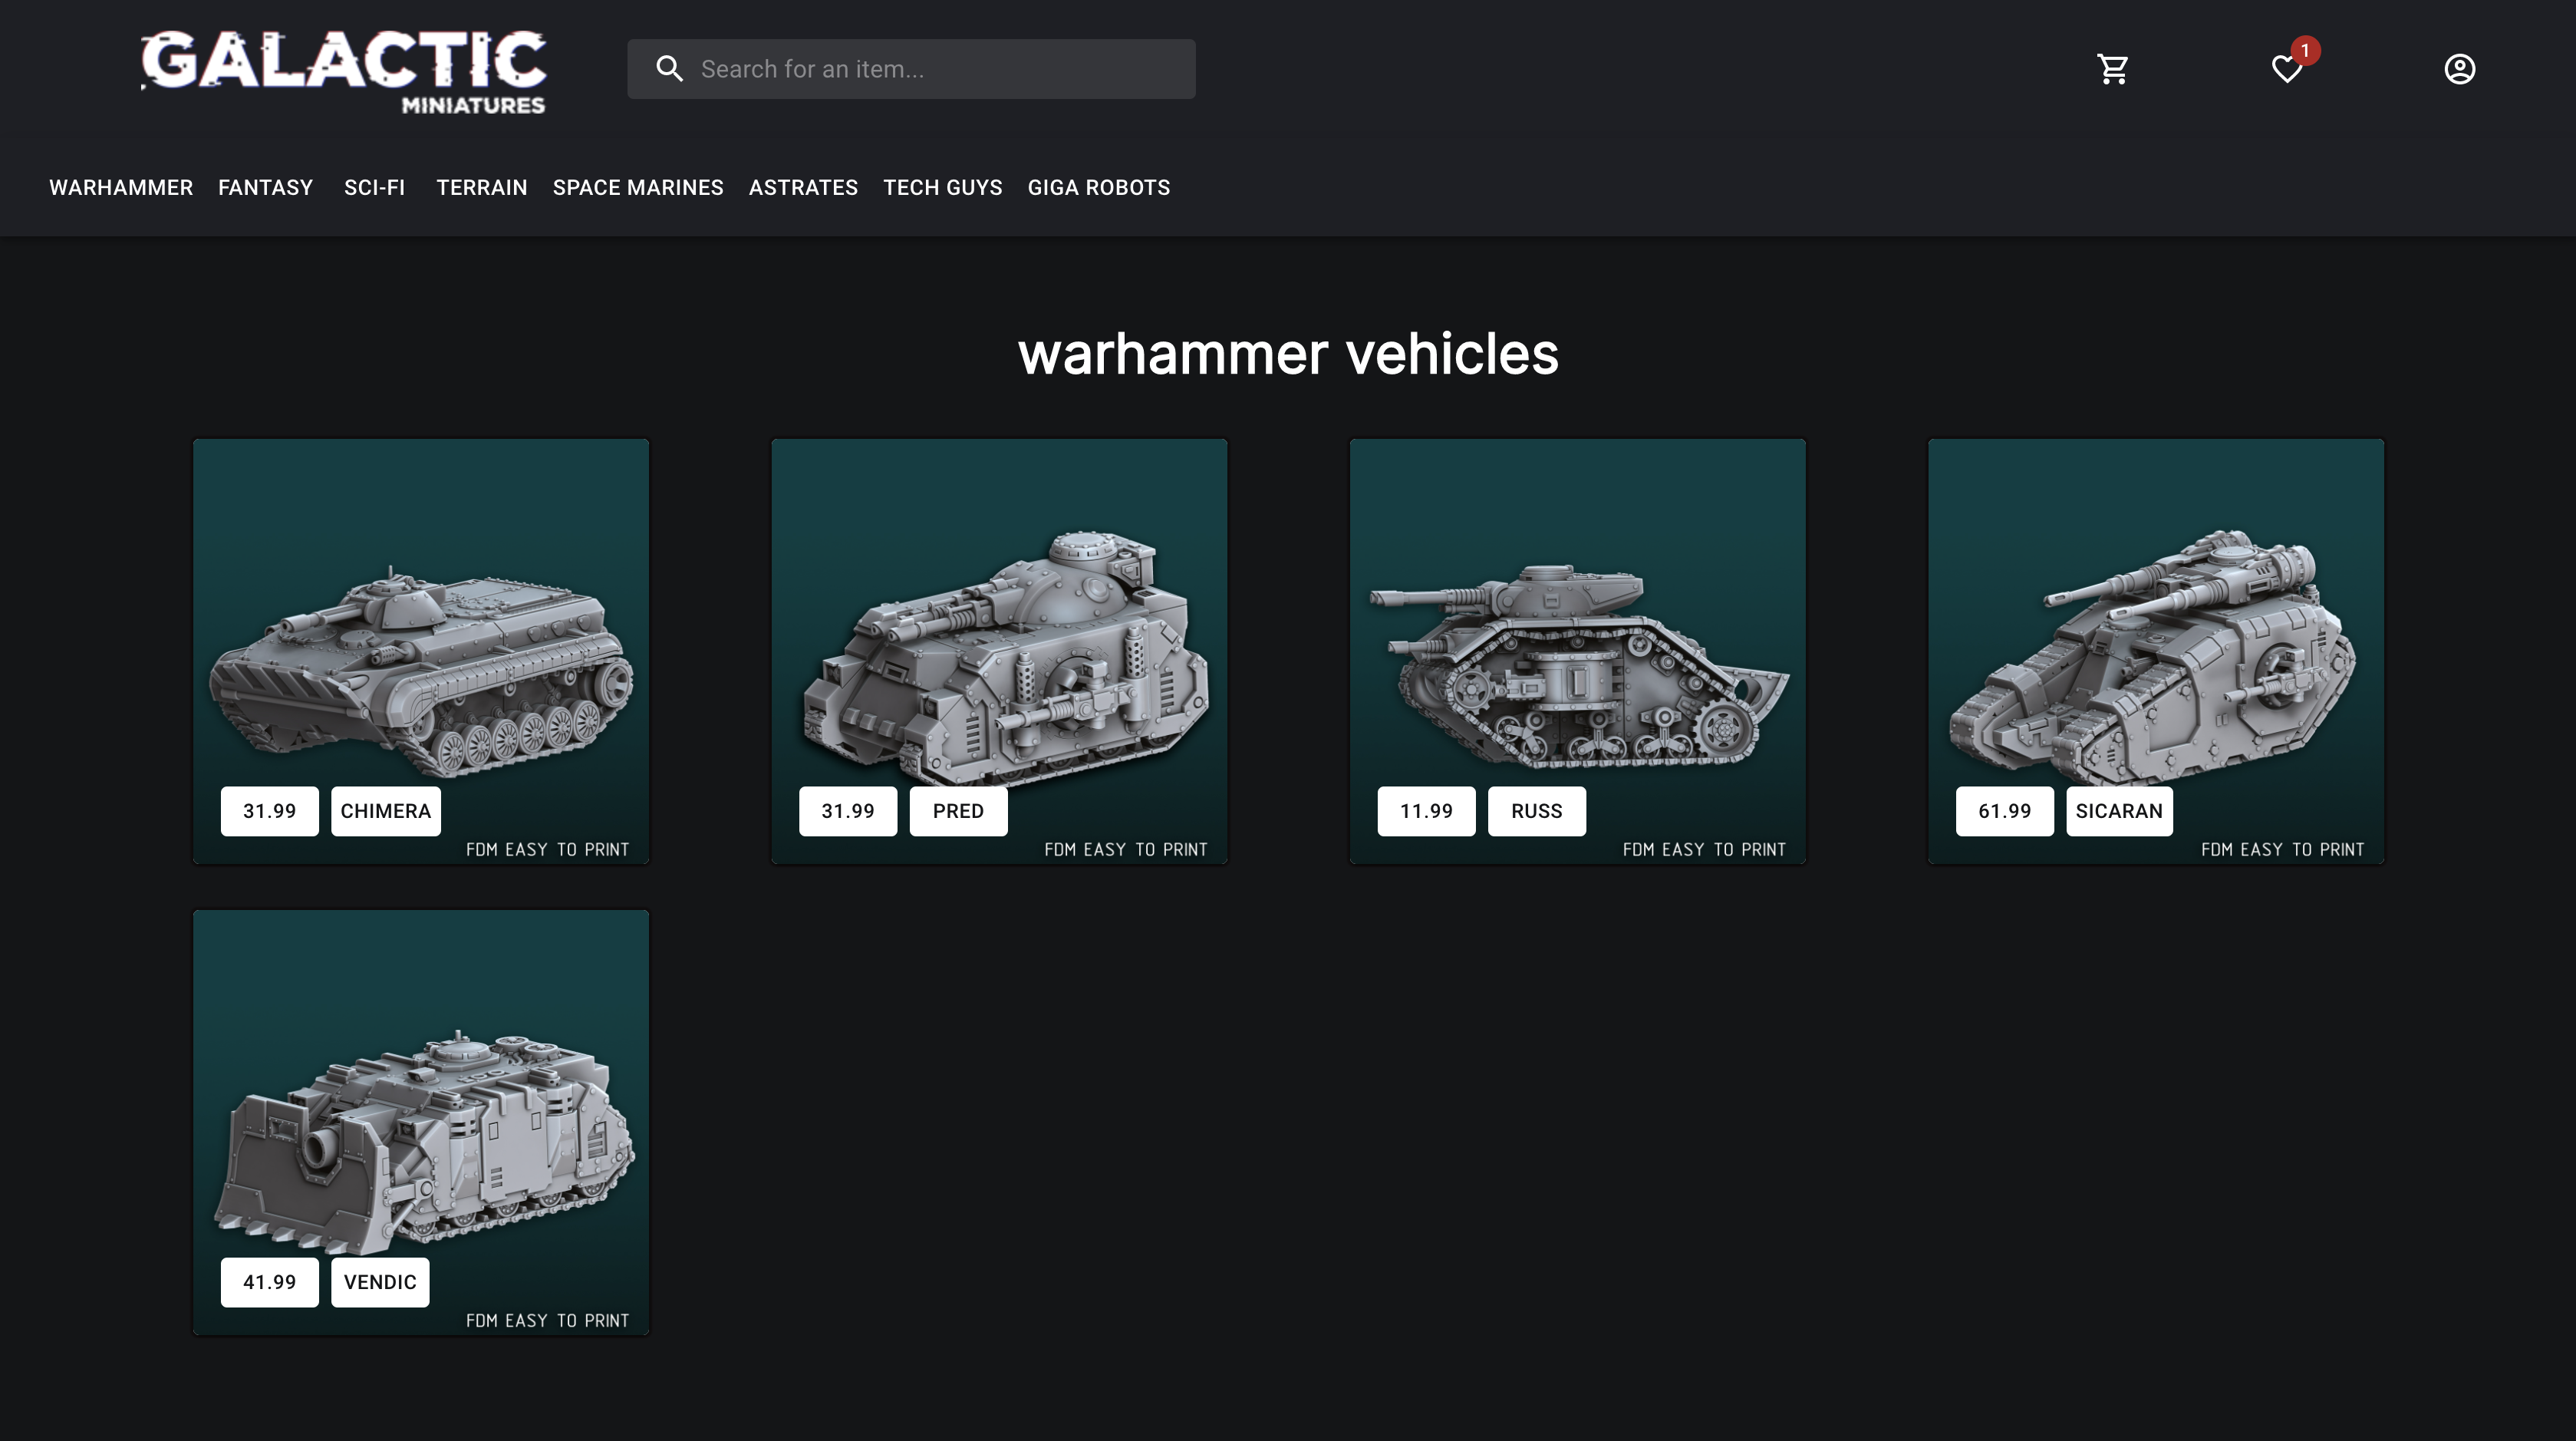 GALACTIC
MINIATURES
Search for an item...
1
WARHAMMER FANTASY SCI-FI TERRAIN SPACE MARINES ASTRATES TECH GUYS GIGA ROBOTS
warhammer vehicles
31.99 CHIMERA
FDM EASY TO PRINT
31.99 PRED
FDM EASY TO PRINT
11.99 RUSS
FDM EASY TO PRINT
61.99 SICARAN
FDM EASY TO PRINT
41.99 VENDIC
FDM EASY TO PRINT